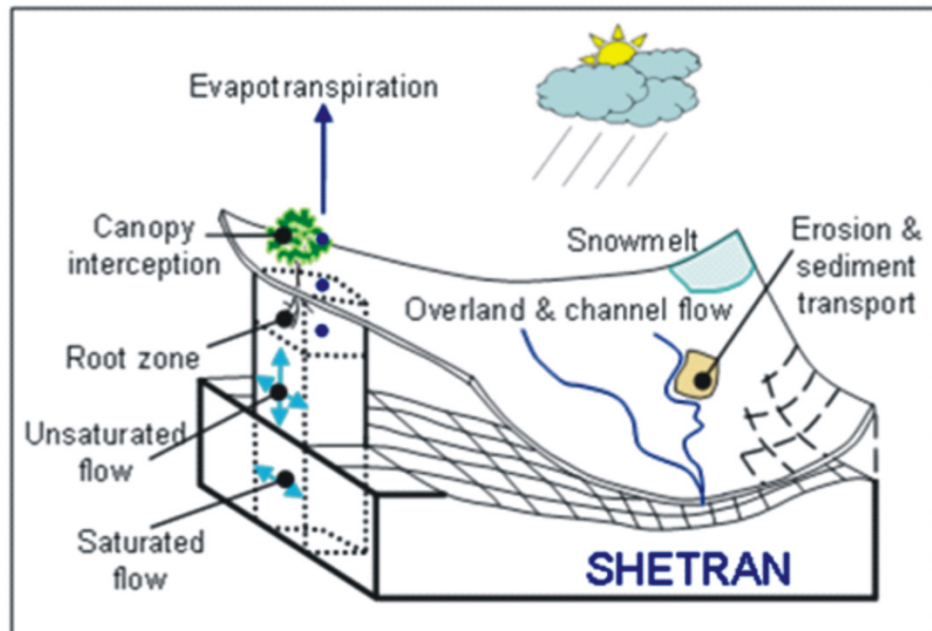 Evapotranspiration
Canopy
interception
Snowmelt
Erosion &
sediment
transport
Overland & channel flow
Root zone
Unsaturated
flow
Saturated
flow
SHETRAN